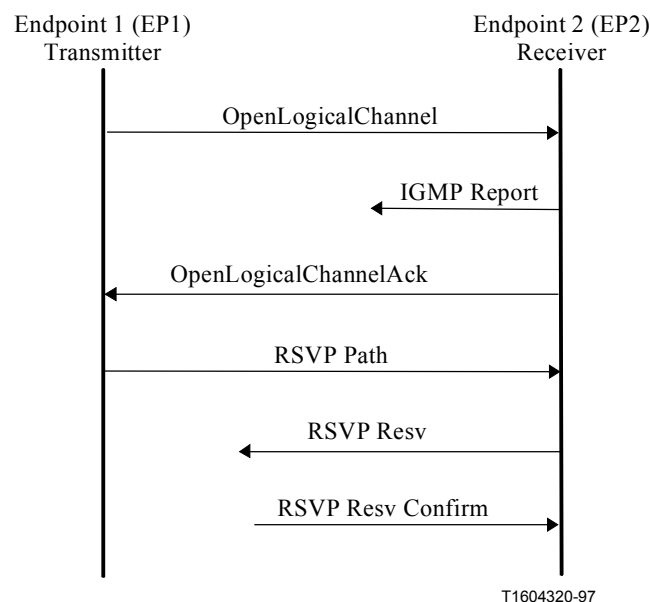 Endpoint 1 (EP1)
Transmitter
Endpoint 2 (EP2)
Receiver
OpenLogicalChannel
IGMP Report
OpenLogicalChannelAck
RSVP Path
RSVP Resv
RSVP Resv Confirm
T1604320-97